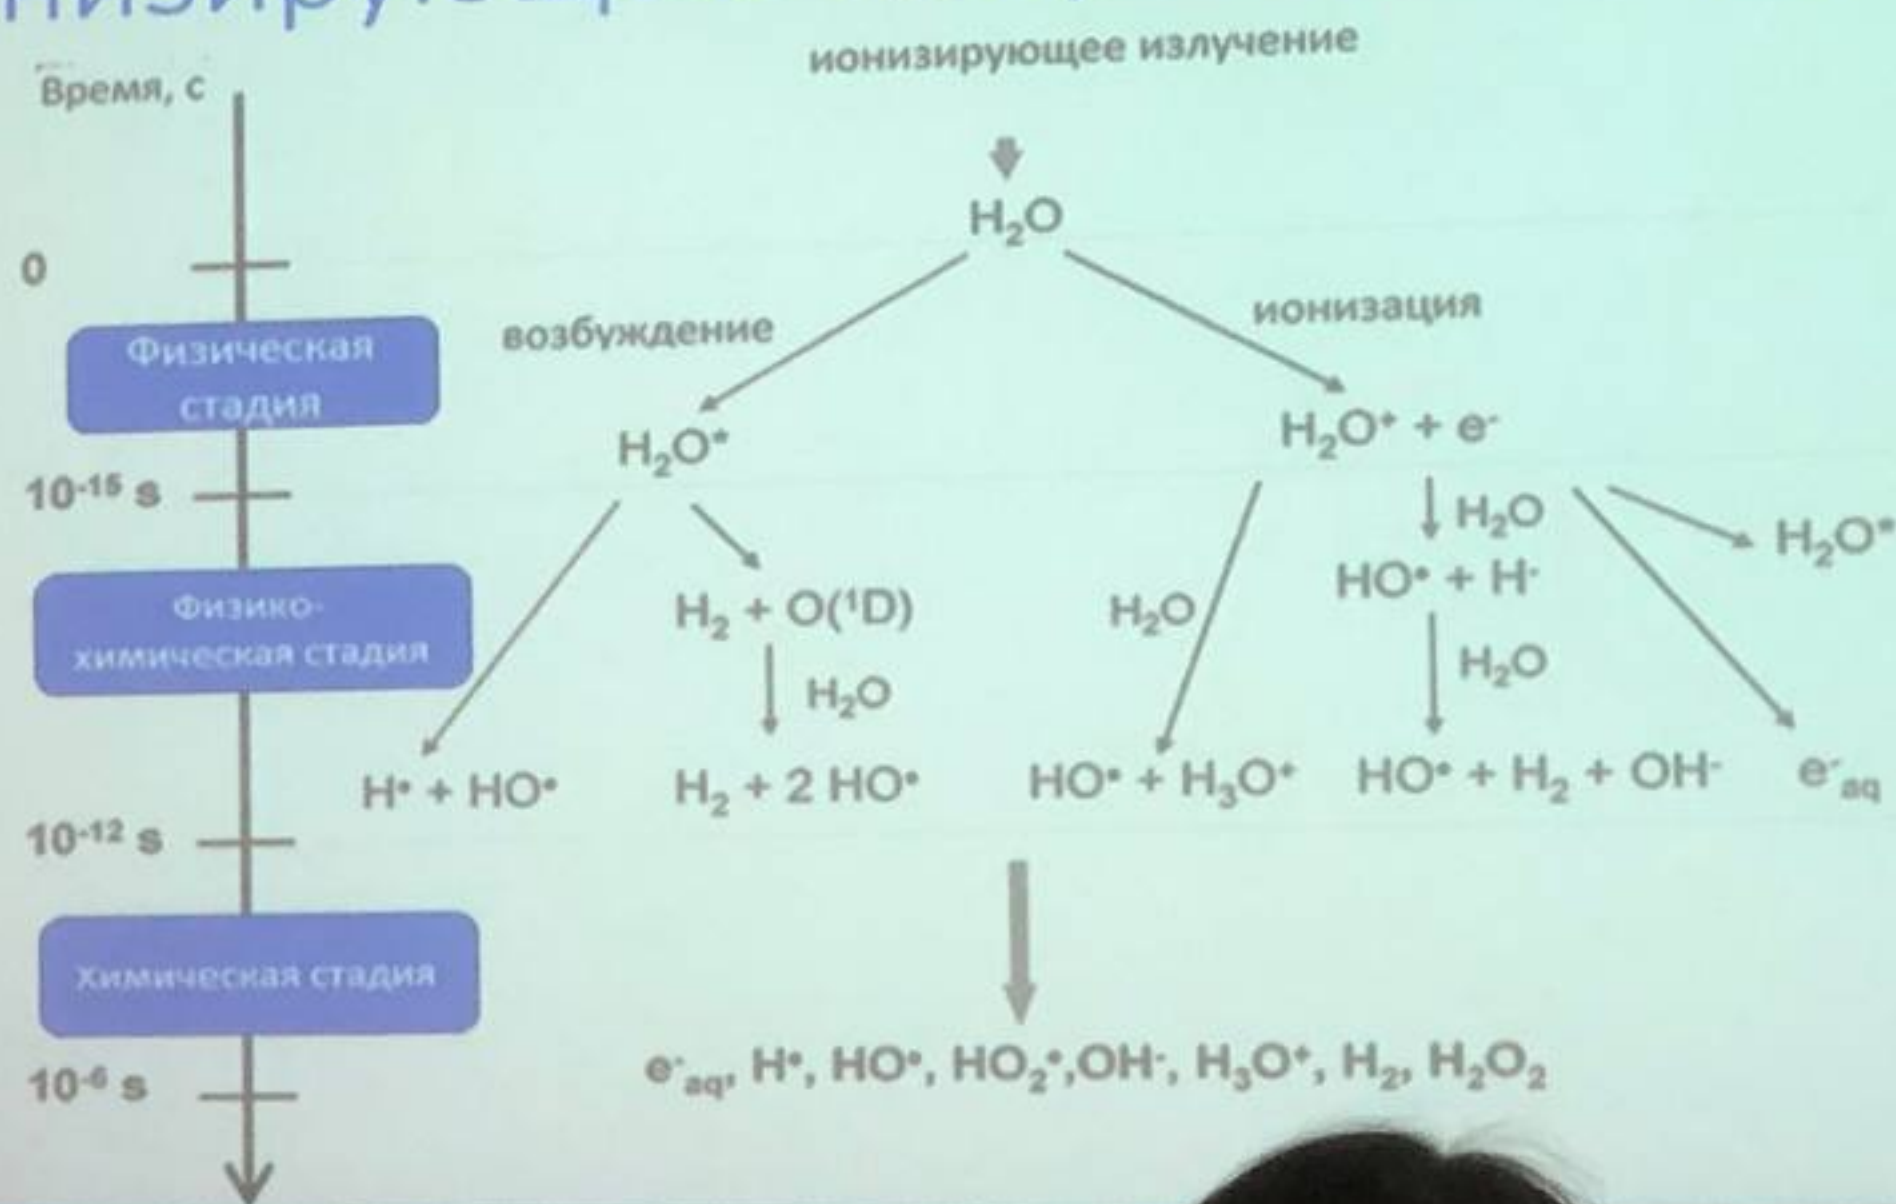 ионизирующее излучение
Время, с
H₂O
0
возбуждение
ионизация
Физическая
стадия
H₂O*
H₂O⁺ + e⁻
10⁻¹⁵ s
H₂O
H₂O*
Физико-
химическая стадия
H₂ + O(¹D)
H₂O
HO• + H⁻
H₂O
H₂O
H• + HO•
H₂ + 2 HO•
HO• + H₃O⁺
HO• + H₂ + OH⁻
e⁻aq
10⁻¹² s
Химическая стадия
e⁻aq, H•, HO•, HO₂•,OH⁻, H₃O⁺, H₂, H₂O₂
10⁻⁶ s